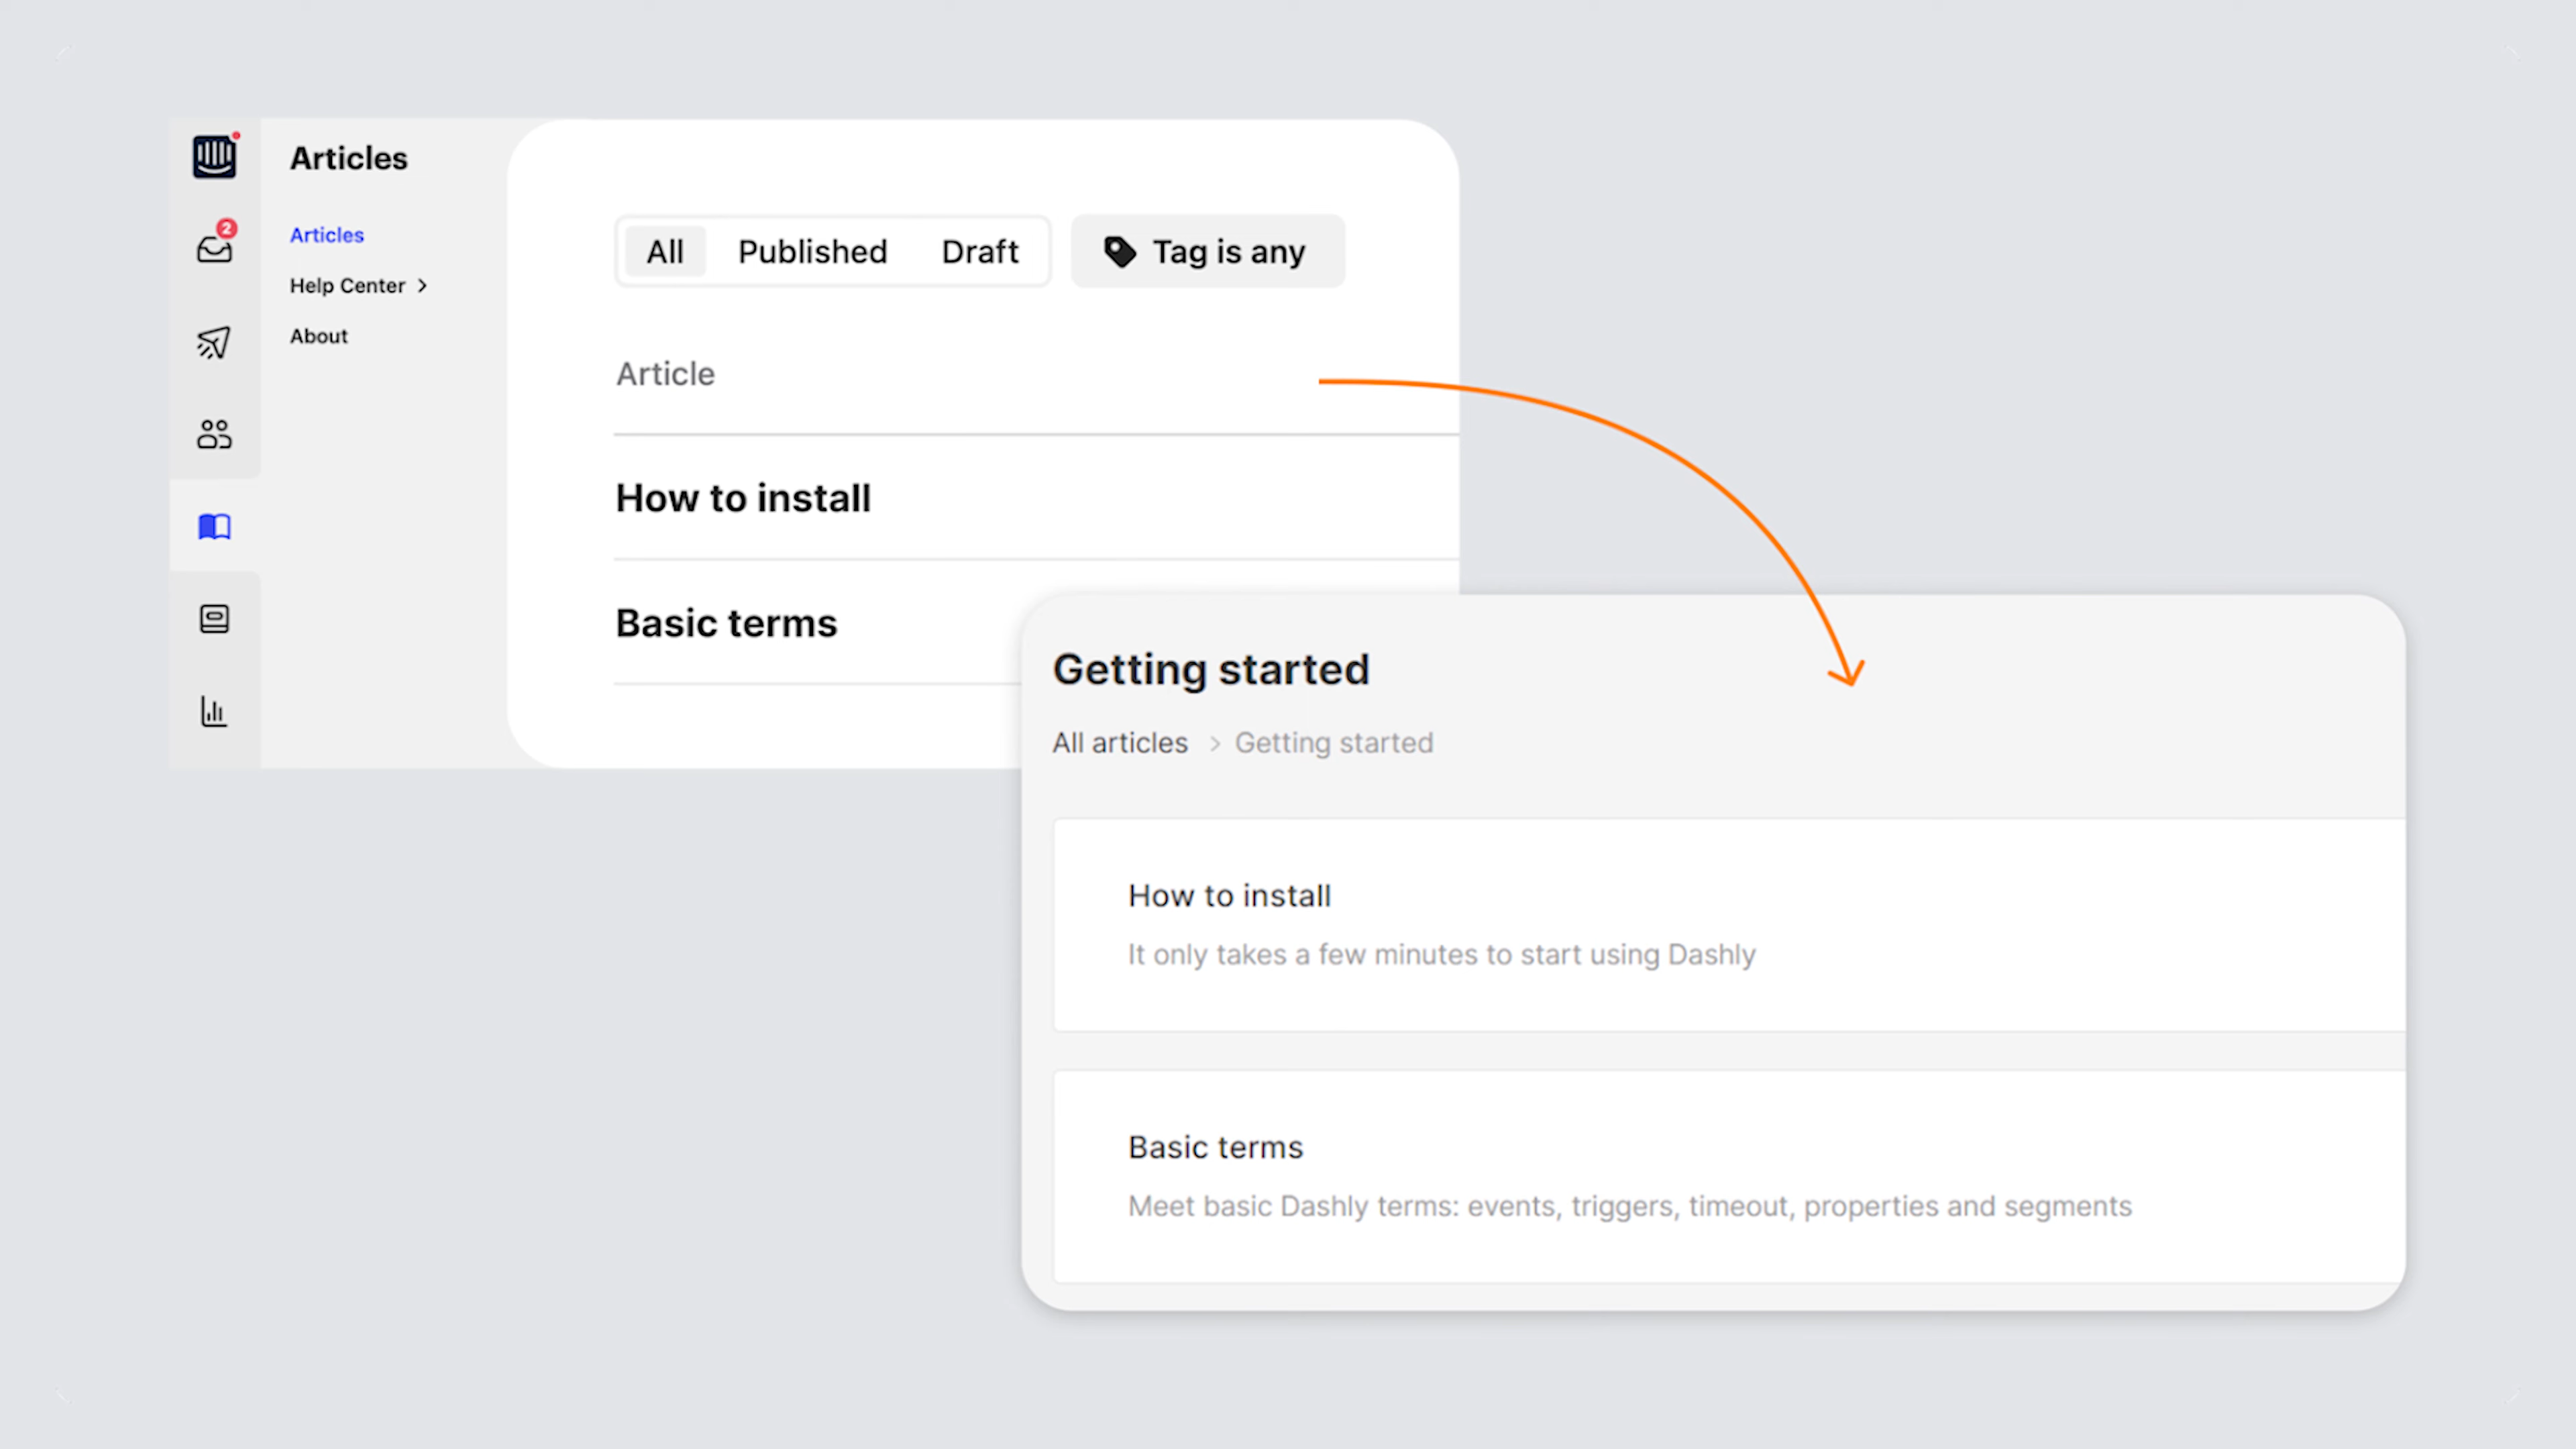 Articles
2
Articles
Help Center
About
All Published Draft Tag is any
Article
How to install
Basic terms
Getting started
All articles > Getting started
How to install
It only takes a few minutes to start using Dashly
Basic terms
Meet basic Dashly terms: events, triggers, timeout, properties and segments